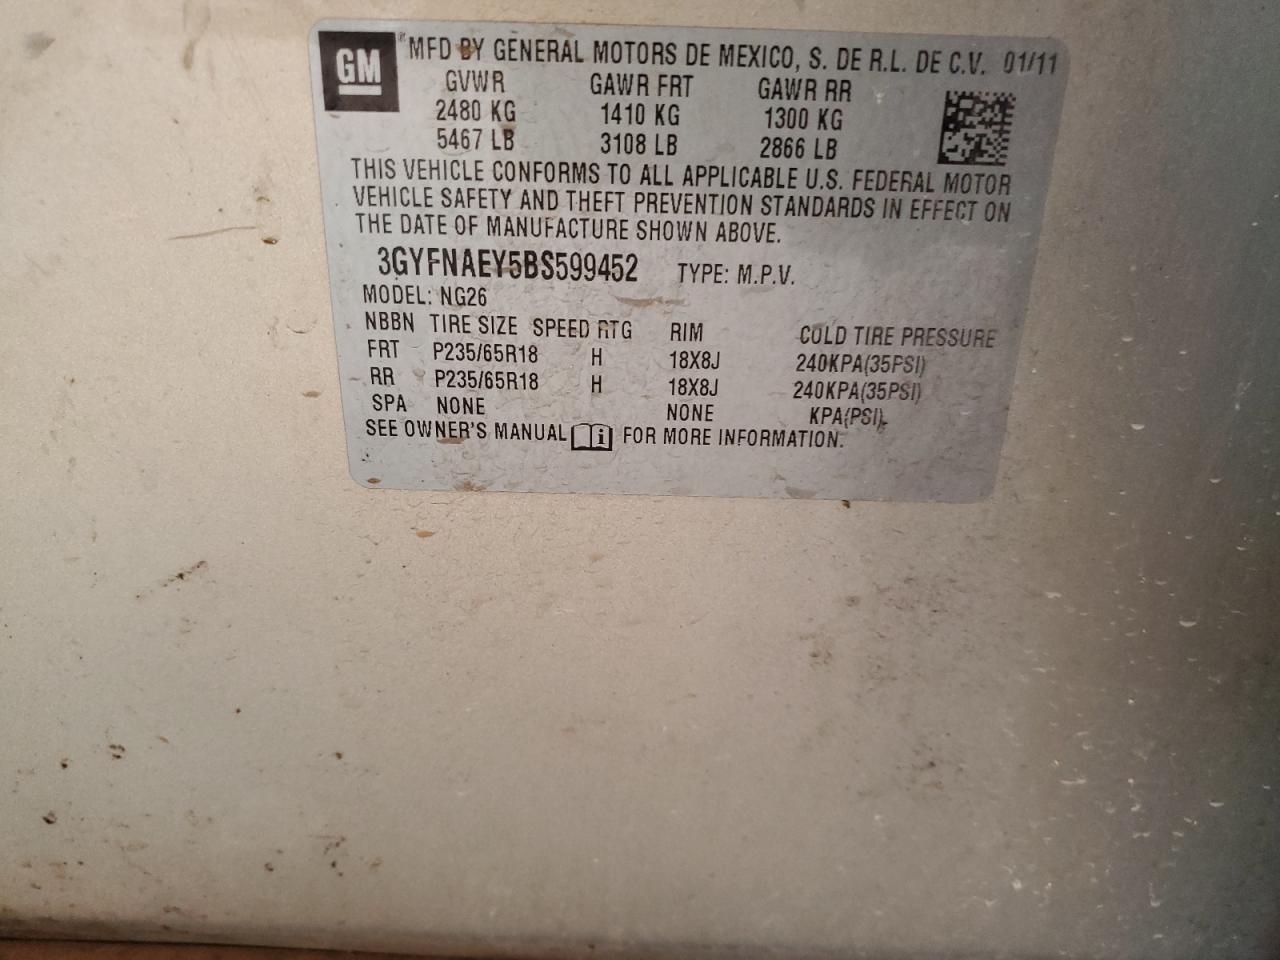 GM ® MFD BY GENERAL MOTORS DE MEXICO, S. DE R.L. DE C.V. 01/11
GVWR GAWR FRT GAWR RR
2480 KG 1410 KG 1300 KG
5467 LB 3108 LB 2866 LB
THIS VEHICLE CONFORMS TO ALL APPLICABLE U.S. FEDERAL MOTOR
VEHICLE SAFETY AND THEFT PREVENTION STANDARDS IN EFFECT ON
THE DATE OF MANUFACTURE SHOWN ABOVE.
3GYFNAEY5BS599452 TYPE: M.P.V.
MODEL: NG26
NBBN TIRE SIZE SPEED RTG RIM COLD TIRE PRESSURE
FRT P235/65R18 H 18X8J 240KPA(35PSI)
RR P235/65R18 H 18X8J 240KPA(35PSI)
SPA NONE NONE KPA(PSI)
SEE OWNER'S MANUAL FOR MORE INFORMATION.